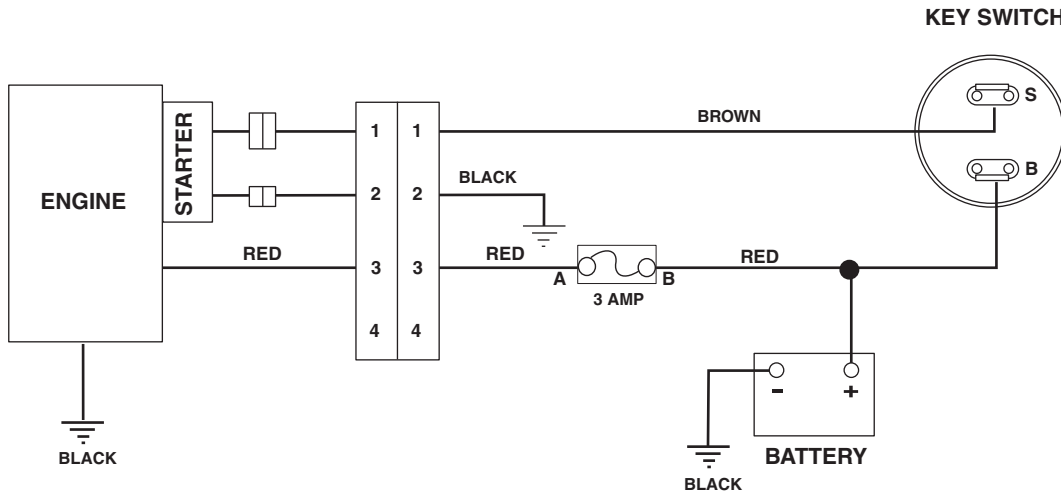 KEY SWITCH
S
BROWN
1 1
STARTER
B
BLACK
2 2
ENGINE
RED
RED
RED
3 3
A
B
3 AMP
4 4
- +
BATTERY
BLACK
BLACK